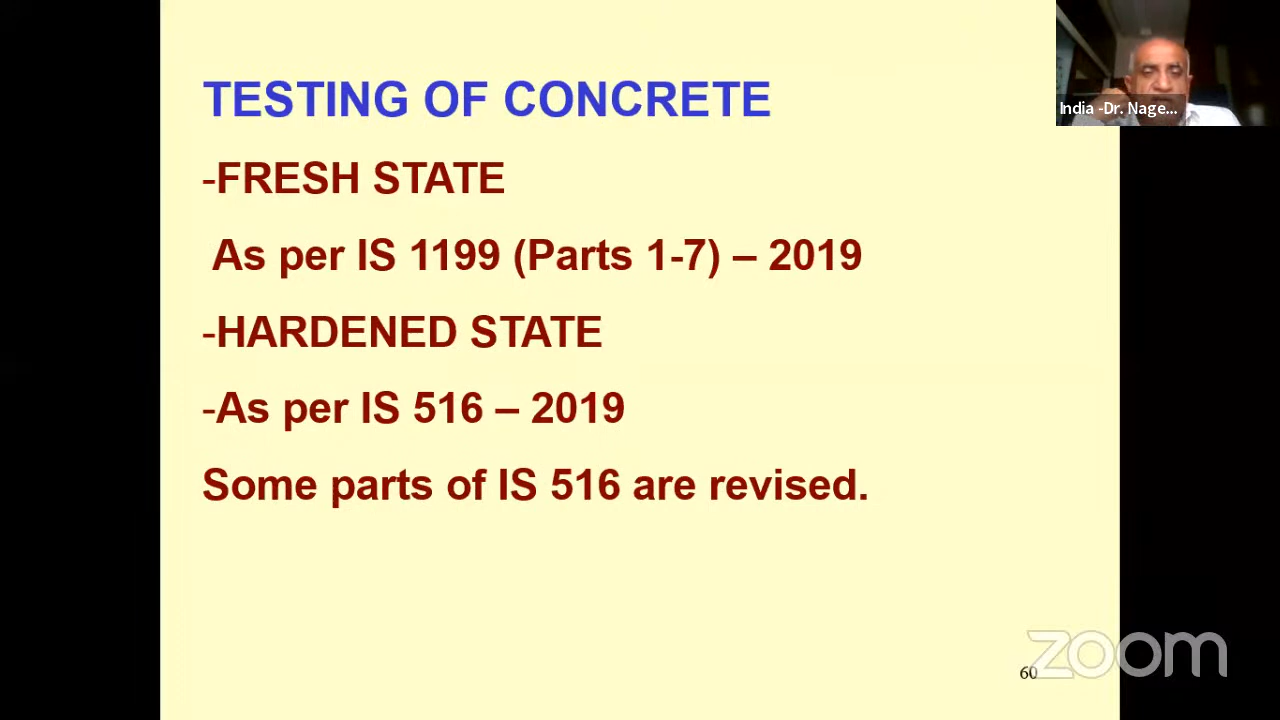 TESTING OF CONCRETE
India -Dr. Nage...
-FRESH STATE
As per IS 1199 (Parts 1-7) – 2019
-HARDENED STATE
-As per IS 516 – 2019
Some parts of IS 516 are revised.
60
zoom